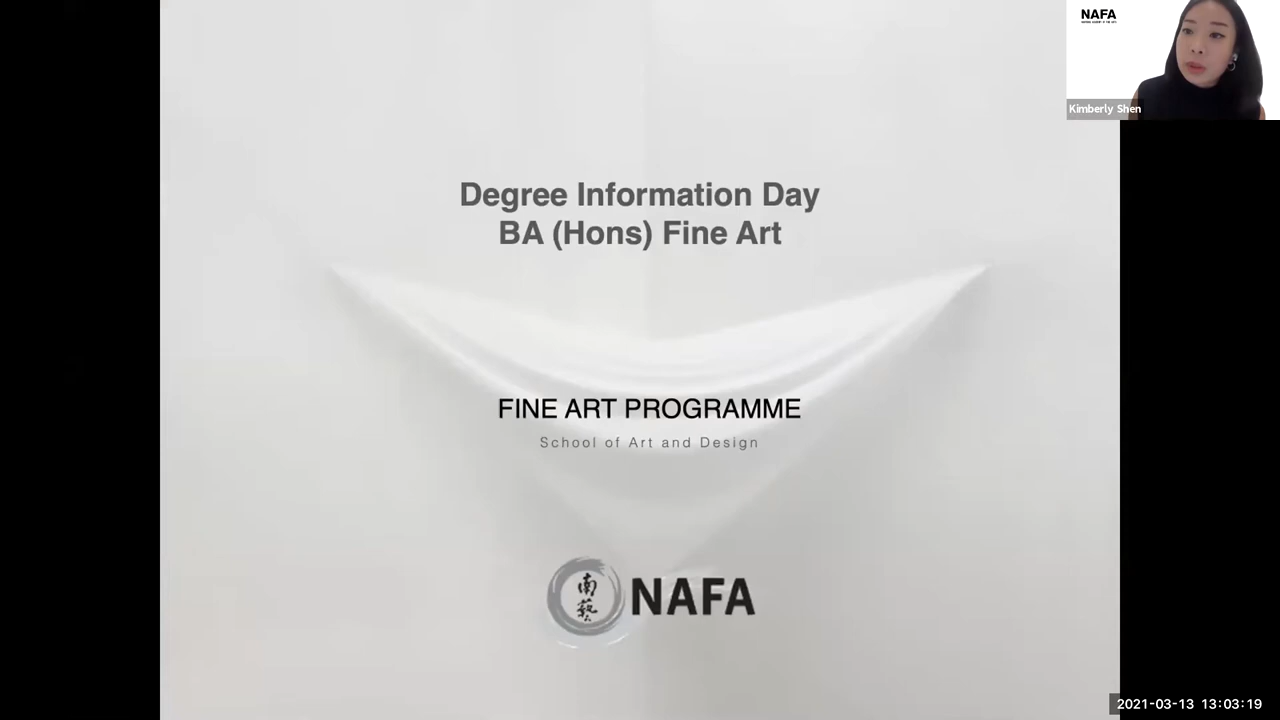 NAFA
Kimberly Shen
Degree Information Day
BA (Hons) Fine Art
FINE ART PROGRAMME
School of Art and Design
南藝
NAFA
2021-03-13 13:03:19